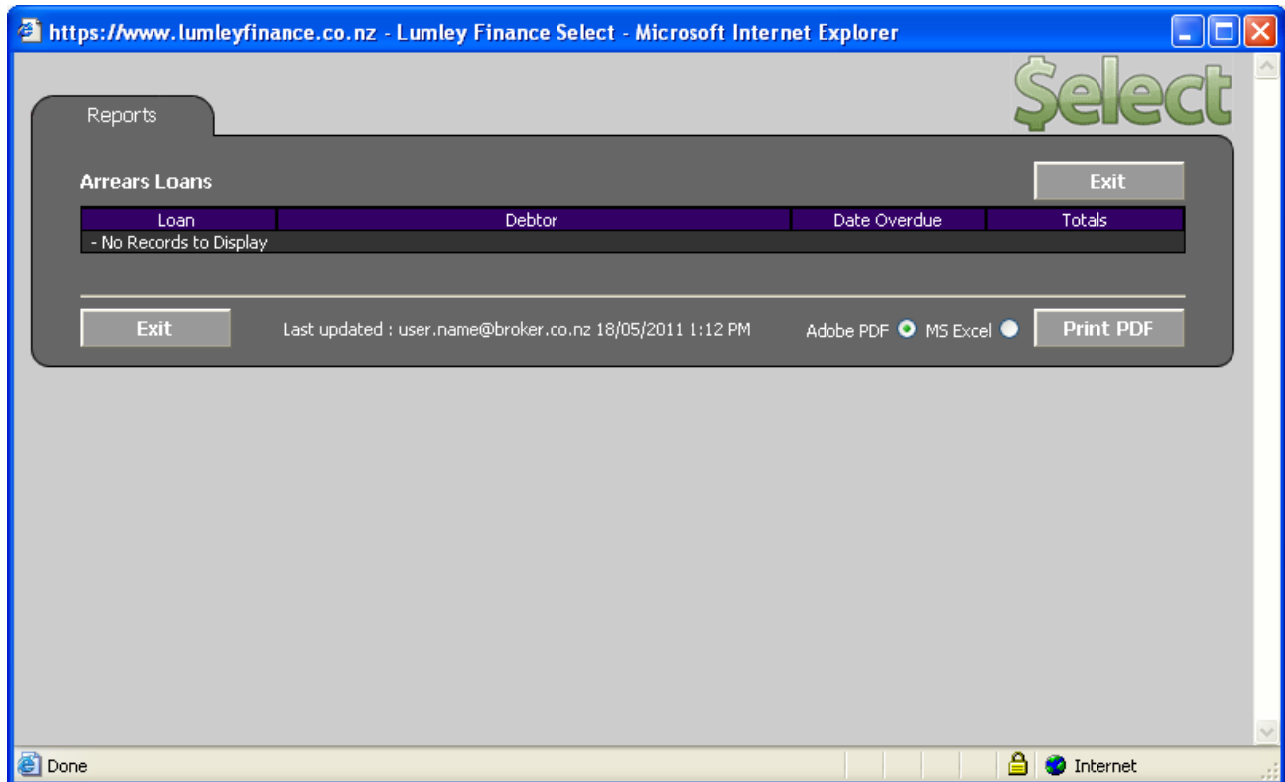 https://www.lumleyfinance.co.nz - Lumley Finance Select - Microsoft Internet Explorer
$elect
Reports
Arrears Loans
Exit
Loan Debtor Date Overdue Totals
- No Records to Display
Exit Last updated : user.name@broker.co.nz 18/05/2011 1:12 PM Adobe PDF MS Excel Print PDF
Done Internet